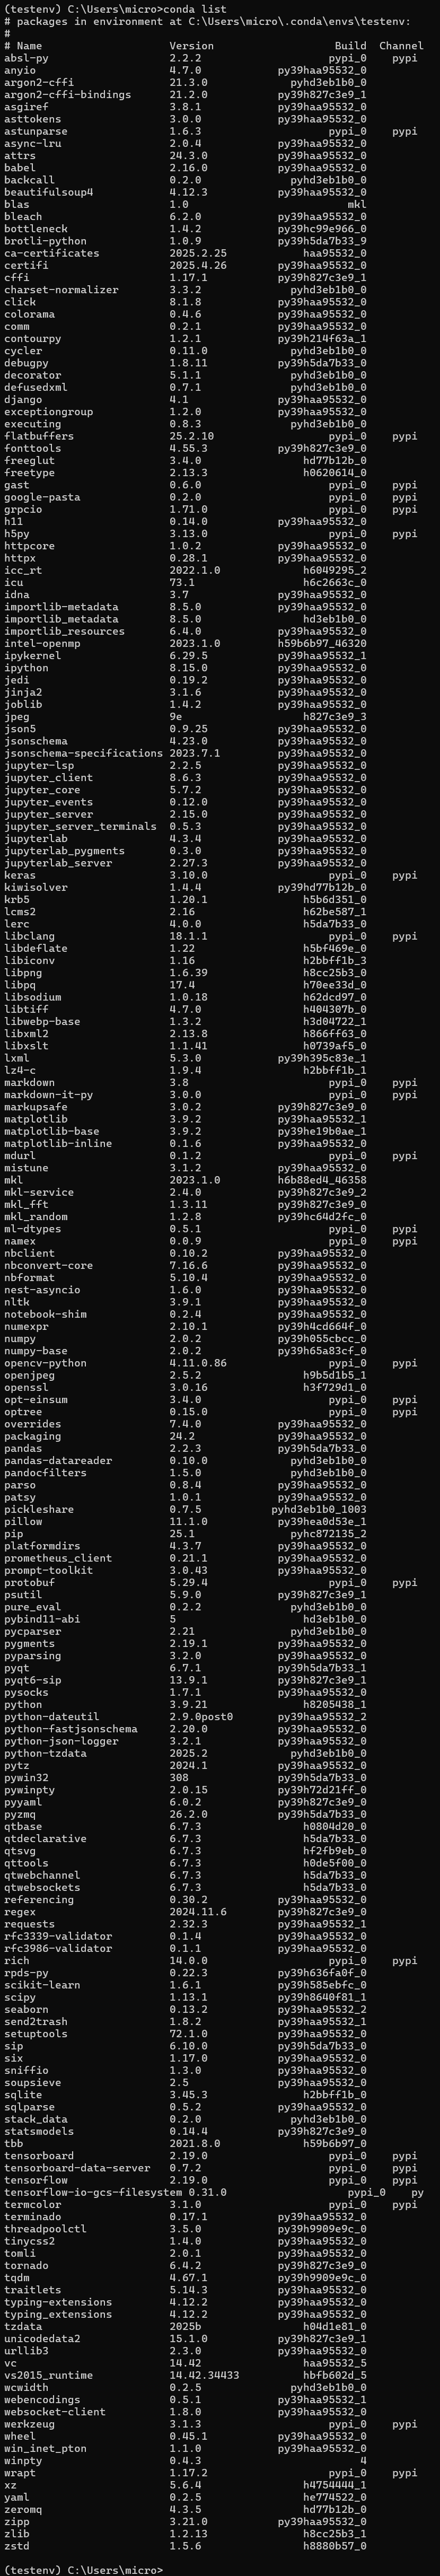 (testenv) C:\Users\micro>conda list
# packages in environment at C:\Users\micro\.conda\envs\testenv:
#
# Name                    Version                   Build  Channel
absl-py                   2.2.2                    pypi_0    pypi
anyio                     4.7.0            py39haa95532_0
argon2-cffi               21.3.0             pyhd3eb1b0_0
argon2-cffi-bindings      21.2.0           py39h827c3e9_1
asgiref                   3.8.1            py39haa95532_0
asttokens                 3.0.0            py39haa95532_0
astunparse                1.6.3                    pypi_0    pypi
async-lru                 2.0.4            py39haa95532_0
attrs                     24.3.0           py39haa95532_0
babel                     2.16.0           py39haa95532_0
backcall                  0.2.0              pyhd3eb1b0_0
beautifulsoup4            4.12.3           py39haa95532_0
blas                      1.0                         mkl
bleach                    6.2.0            py39haa95532_0
bottleneck                1.4.2            py39hc99e966_0
brotli-python             1.0.9            py39h5da7b33_9
ca-certificates           2025.2.25            haa95532_0
certifi                   2025.4.26        py39haa95532_0
cffi                      1.17.1           py39h827c3e9_1
charset-normalizer        3.3.2              pyhd3eb1b0_0
click                     8.1.8            py39haa95532_0
colorama                  0.4.6            py39haa95532_0
comm                      0.2.1            py39haa95532_0
contourpy                 1.2.1            py39h214f63a_1
cycler                    0.11.0             pyhd3eb1b0_0
debugpy                   1.8.11           py39h5da7b33_0
decorator                 5.1.1              pyhd3eb1b0_0
defusedxml                0.7.1              pyhd3eb1b0_0
django                    4.1              py39haa95532_0
exceptiongroup            1.2.0            py39haa95532_0
executing                 0.8.3              pyhd3eb1b0_0
flatbuffers               25.2.10                  pypi_0    pypi
fonttools                 4.55.3           py39h827c3e9_0
freeglut                  3.4.0                hd77b12b_0
freetype                  2.13.3               h0620614_0
gast                      0.6.0                    pypi_0    pypi
google-pasta              0.2.0                    pypi_0    pypi
grpcio                    1.71.0                   pypi_0    pypi
h11                       0.14.0           py39haa95532_0
h5py                      3.13.0                   pypi_0    pypi
httpcore                  1.0.2            py39haa95532_0
httpx                     0.28.1           py39haa95532_0
icc_rt                    2022.1.0             h6049295_2
icu                       73.1                 h6c2663c_0
idna                      3.7              py39haa95532_0
importlib-metadata        8.5.0            py39haa95532_0
importlib_metadata        8.5.0                hd3eb1b0_0
importlib_resources       6.4.0            py39haa95532_0
intel-openmp              2023.1.0         h59b6b97_46320
ipykernel                 6.29.5           py39haa95532_1
ipython                   8.15.0           py39haa95532_0
jedi                      0.19.2           py39haa95532_0
jinja2                    3.1.6            py39haa95532_0
joblib                    1.4.2            py39haa95532_0
jpeg                      9e                   h827c3e9_3
json5                     0.9.25           py39haa95532_0
jsonschema                4.23.0           py39haa95532_0
jsonschema-specifications 2023.7.1         py39haa95532_0
jupyter-lsp               2.2.5            py39haa95532_0
jupyter_client            8.6.3            py39haa95532_0
jupyter_core              5.7.2            py39haa95532_0
jupyter_events            0.12.0           py39haa95532_0
jupyter_server            2.15.0           py39haa95532_0
jupyter_server_terminals  0.5.3            py39haa95532_0
jupyterlab                4.3.4            py39haa95532_0
jupyterlab_pygments       0.3.0            py39haa95532_0
jupyterlab_server         2.27.3           py39haa95532_0
keras                     3.10.0                   pypi_0    pypi
kiwisolver                1.4.4            py39hd77b12b_0
krb5                      1.20.1               h5b6d351_0
lcms2                     2.16                 h62be587_1
lerc                      4.0.0                h5da7b33_0
libclang                  18.1.1                   pypi_0    pypi
libdeflate                1.22                 h5bf469e_0
libiconv                  1.16                 h2bbff1b_3
libpng                    1.6.39               h8cc25b3_0
libpq                     17.4                 h70ee33d_0
libsodium                 1.0.18               h62dcd97_0
libtiff                   4.7.0                h404307b_0
libwebp-base              1.3.2                h3d04722_1
libxml2                   2.13.8               h866ff63_0
libxslt                   1.1.41               h0739af5_0
lxml                      5.3.0            py39h395c83e_1
lz4-c                     1.9.4                h2bbff1b_1
markdown                  3.8                      pypi_0    pypi
markdown-it-py            3.0.0                    pypi_0    pypi
markupsafe                3.0.2            py39h827c3e9_0
matplotlib                3.9.2            py39haa95532_1
matplotlib-base           3.9.2            py39he19b0ae_1
matplotlib-inline         0.1.6            py39haa95532_0
mdurl                     0.1.2                    pypi_0    pypi
mistune                   3.1.2            py39haa95532_0
mkl                       2023.1.0         h6b88ed4_46358
mkl-service               2.4.0            py39h827c3e9_2
mkl_fft                   1.3.11           py39h827c3e9_0
mkl_random                1.2.8            py39hc64d2fc_0
ml-dtypes                 0.5.1                    pypi_0    pypi
namex                     0.0.9                    pypi_0    pypi
nbclient                  0.10.2           py39haa95532_0
nbconvert-core            7.16.6           py39haa95532_0
nbformat                  5.10.4           py39haa95532_0
nest-asyncio              1.6.0            py39haa95532_0
nltk                      3.9.1            py39haa95532_0
notebook-shim             0.2.4            py39haa95532_0
numexpr                   2.10.1           py39h4cd664f_0
numpy                     2.0.2            py39h055cbcc_0
numpy-base                2.0.2            py39h65a83cf_0
opencv-python             4.11.0.86                pypi_0    pypi
openjpeg                  2.5.2                h9b5d1b5_1
openssl                   3.0.16               h3f729d1_0
opt-einsum                3.4.0                    pypi_0    pypi
optree                    0.15.0                   pypi_0    pypi
overrides                 7.4.0            py39haa95532_0
packaging                 24.2             py39haa95532_0
pandas                    2.2.3            py39h5da7b33_0
pandas-datareader         0.10.0             pyhd3eb1b0_0
pandocfilters             1.5.0              pyhd3eb1b0_0
parso                     0.8.4            py39haa95532_0
patsy                     1.0.1            py39haa95532_0
pickleshare               0.7.5           pyhd3eb1b0_1003
pillow                    11.1.0           py39hea0d53e_1
pip                       25.1               pyhc872135_2
platformdirs              4.3.7            py39haa95532_0
prometheus_client         0.21.1           py39haa95532_0
prompt-toolkit            3.0.43           py39haa95532_0
protobuf                  5.29.4                   pypi_0    pypi
psutil                    5.9.0            py39h827c3e9_1
pure_eval                 0.2.2              pyhd3eb1b0_0
pybind11-abi              5                    hd3eb1b0_0
pycparser                 2.21               pyhd3eb1b0_0
pygments                  2.19.1           py39haa95532_0
pyparsing                 3.2.0            py39haa95532_0
pyqt                      6.7.1            py39h5da7b33_1
pyqt6-sip                 13.9.1           py39h827c3e9_1
pysocks                   1.7.1            py39haa95532_0
python                    3.9.21               h8205438_1
python-dateutil           2.9.0post0       py39haa95532_2
python-fastjsonschema     2.20.0           py39haa95532_0
python-json-logger        3.2.1            py39haa95532_0
python-tzdata             2025.2             pyhd3eb1b0_0
pytz                      2024.1           py39haa95532_0
pywin32                   308              py39h5da7b33_0
pywinpty                  2.0.15           py39h72d21ff_0
pyyaml                    6.0.2            py39h827c3e9_0
pyzmq                     26.2.0           py39h5da7b33_0
qtbase                    6.7.3                h0804d20_0
qtdeclarative             6.7.3                h5da7b33_0
qtsvg                     6.7.3                hf2fb9eb_0
qttools                   6.7.3                h0de5f00_0
qtwebchannel              6.7.3                h5da7b33_0
qtwebsockets              6.7.3                h5da7b33_0
referencing               0.30.2           py39haa95532_0
regex                     2024.11.6        py39h827c3e9_0
requests                  2.32.3           py39haa95532_1
rfc3339-validator         0.1.4            py39haa95532_0
rfc3986-validator         0.1.1            py39haa95532_0
rich                      14.0.0                   pypi_0    pypi
rpds-py                   0.22.3           py39h636fa0f_0
scikit-learn              1.6.1            py39h585ebfc_0
scipy                     1.13.1           py39h8640f81_1
seaborn                   0.13.2           py39haa95532_2
send2trash                1.8.2            py39haa95532_1
setuptools                72.1.0           py39haa95532_0
sip                       6.10.0           py39h5da7b33_0
six                       1.17.0           py39haa95532_0
sniffio                   1.3.0            py39haa95532_0
soupsieve                 2.5              py39haa95532_0
sqlite                    3.45.3               h2bbff1b_0
sqlparse                  0.5.2            py39haa95532_0
stack_data                0.2.0              pyhd3eb1b0_0
statsmodels               0.14.4           py39h827c3e9_0
tbb                       2021.8.0             h59b6b97_0
tensorboard               2.19.0                   pypi_0    pypi
tensorboard-data-server   0.7.2                    pypi_0    pypi
tensorflow                2.19.0                   pypi_0    pypi
tensorflow-io-gcs-filesystem 0.31.0                   pypi_0    py
termcolor                 3.1.0                    pypi_0    pypi
terminado                 0.17.1           py39haa95532_0
threadpoolctl             3.5.0            py39h9909e9c_0
tinycss2                  1.4.0            py39haa95532_0
tomli                     2.0.1            py39haa95532_0
tornado                   6.4.2            py39h827c3e9_0
tqdm                      4.67.1           py39h9909e9c_0
traitlets                 5.14.3           py39haa95532_0
typing-extensions         4.12.2           py39haa95532_0
typing_extensions         4.12.2           py39haa95532_0
tzdata                    2025b                h04d1e81_0
unicodedata2              15.1.0           py39h827c3e9_1
urllib3                   2.3.0            py39haa95532_0
vc                        14.42                haa95532_5
vs2015_runtime            14.42.34433          hbfb602d_5
wcwidth                   0.2.5              pyhd3eb1b0_0
webencodings              0.5.1            py39haa95532_1
websocket-client          1.8.0            py39haa95532_0
werkzeug                  3.1.3                    pypi_0    pypi
wheel                     0.45.1           py39haa95532_0
win_inet_pton             1.1.0            py39haa95532_0
winpty                    0.4.3                         4
wrapt                     1.17.2                   pypi_0    pypi
xz                        5.6.4                h4754444_1
yaml                      0.2.5                he774522_0
zeromq                    4.3.5                hd77b12b_0
zipp                      3.21.0           py39haa95532_0
zlib                      1.2.13               h8cc25b3_1
zstd                      1.5.6                h8880b57_0
(testenv) C:\Users\micro>